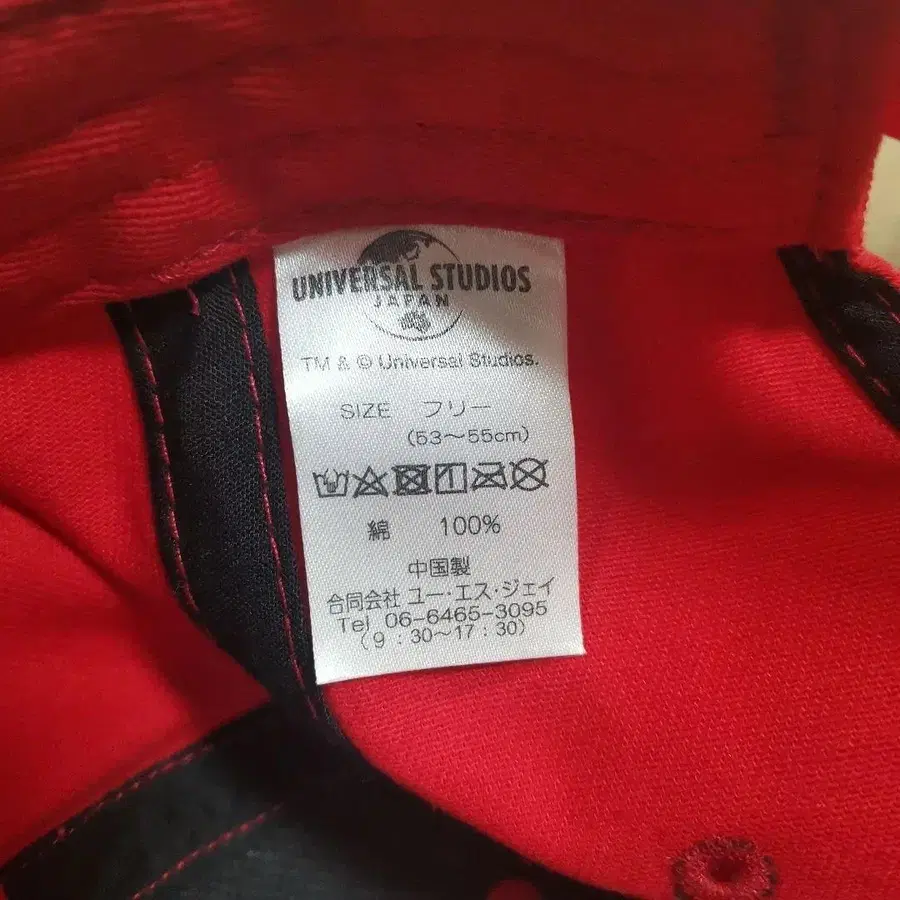 UNIVERSAL STUDIOS
JAPAN
TM & © Universal Studios.
SIZE フリー
(53～55cm)
綿 100%
中国製
合同会社 ユー・エス・ジェイ
Tel 06-6465-3095
(9:30～17:30)